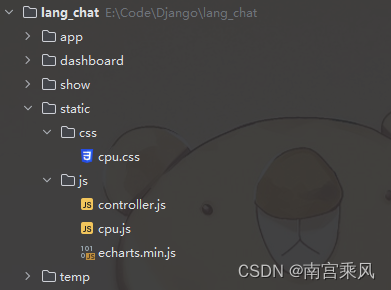 lang_chat E:\Code\Django\lang_chat
app
dashboard
show
static
css
cpu.css
js
controller.js
cpu.js
echarts.min.js
temp
CSDN @南宫乘风